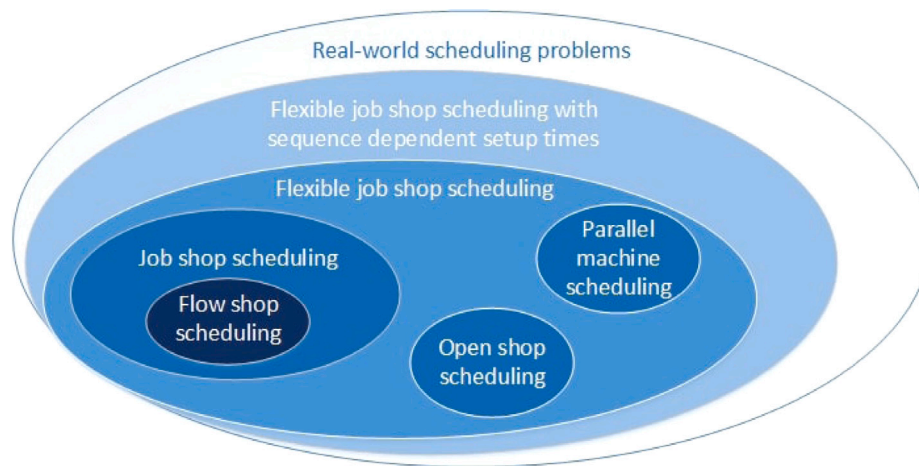 Real-world scheduling problems
Flexible job shop scheduling with
sequence dependent setup times
Flexible job shop scheduling
Parallel
machine
scheduling
Job shop scheduling
Flow shop
scheduling
Open shop
scheduling